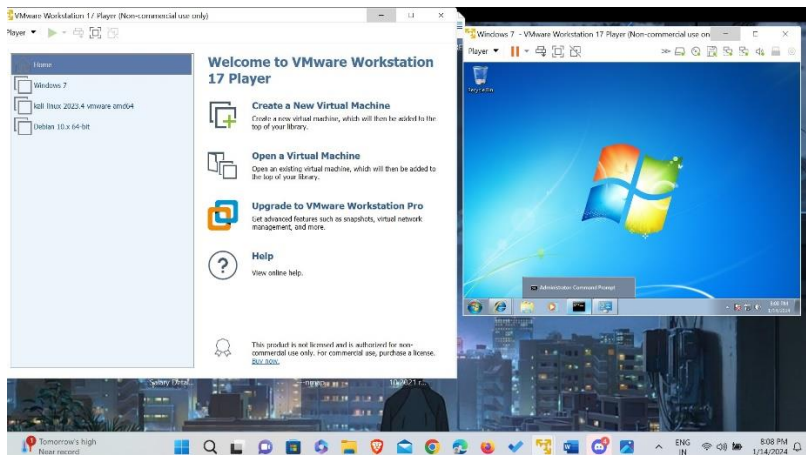 VMware Workstation 17 Player (Non-commercial use only)
Player
Home
Windows 7
kali linux 2023.4 vmware amd64
Debian 10.x 64-bit
Welcome to VMware Workstation
17 Player
Create a New Virtual Machine
Create a new virtual machine, which will then be added to the
top of your library.
Open a Virtual Machine
Open an existing virtual machine, which will then be added to
the top of your library.
Upgrade to VMware Workstation Pro
Get advanced features such as snapshots, virtual network
management, and more.
Help
View online help.
This product is not licensed and is authorized for non-
commercial use only. For commercial use, purchase a license.
Buy now.
Windows 7 - VMware Workstation 17 Player (Non-commercial use on
Player
Recycle Bin
Administrator: Command Prompt
Salary
Tomorrow's high
Near record
ENG
IN
8:08 PM
1/14/2024